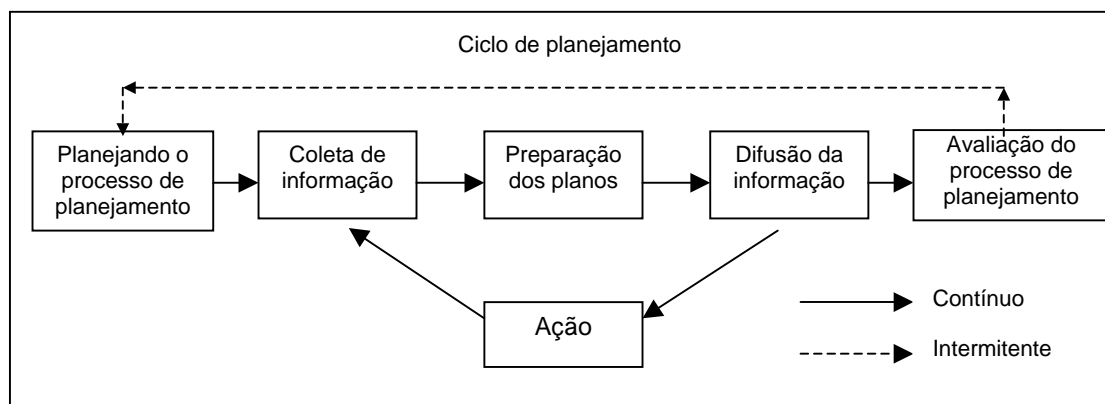 Ciclo de planejamento
Planejando o
processo de
planejamento
Coleta de
informação
Preparação
dos planos
Difusão da
informação
Avaliação do
processo de
planejamento
Ação
Contínuo
Intermitente